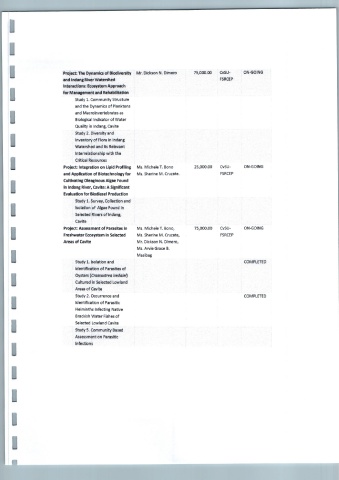 Project: The Dynamics of Biodiversity Mr. Dickson N. Dimero 75,000.00 CvSU- ON-GOING
and Indang River Watershed FSRCEP
Interactions: Ecosystem Approach
for Management and Rehabilitation
Study 1. Community Structure
and the Dynamics of Planktons
and Macroinvertebrates as
Biological Indicator of Water
Quality in Indang, Cavite
Study 2. Diversity and
Inventory of Flora in Indang
Watershed and Its Relevant
Interrelationship with the
Critical Resources
Project: Integration on Lipid Profiling Ms. Michele T. Bono 25,000.00 CvSU- ON-GOING
and Application of Biotechnology for Ms. Sherine M. Cruzate FSRCEP
Cultivating Oleaginous Algae Found
in Indang River, Cavite: A Significant
Evaluation for Biodiesel Production
Study 1. Survey, Collection and
Isolation of Algae Found in
Selected Rivers of Indang,
Cavite
Project: Assessment of Parasites in Ms. Michele T. Bono, 75,000.00 CvSU- ON-GOING
Freshwater Ecosystem in Selected Ms. Sherine M. Cruzate, FSRCEP
Areas of Cavite Mr. Dickson N. Dimero,
Ms. Arvie Grace B.
Masibag
Study 1. Isolation and COMPLETED
Identification of Parasites of
Oysters (Crassostrea iredalei)
Cultured in Selected Lowland
Areas of Cavite
Study 2. Occurrence and COMPLETED
Identification of Parasitic
Helminths Infecting Native
Brackish Water Fishes of
Selected Lowland Cavite
Study 5. Community Based
Assessment on Parasitic
Infections